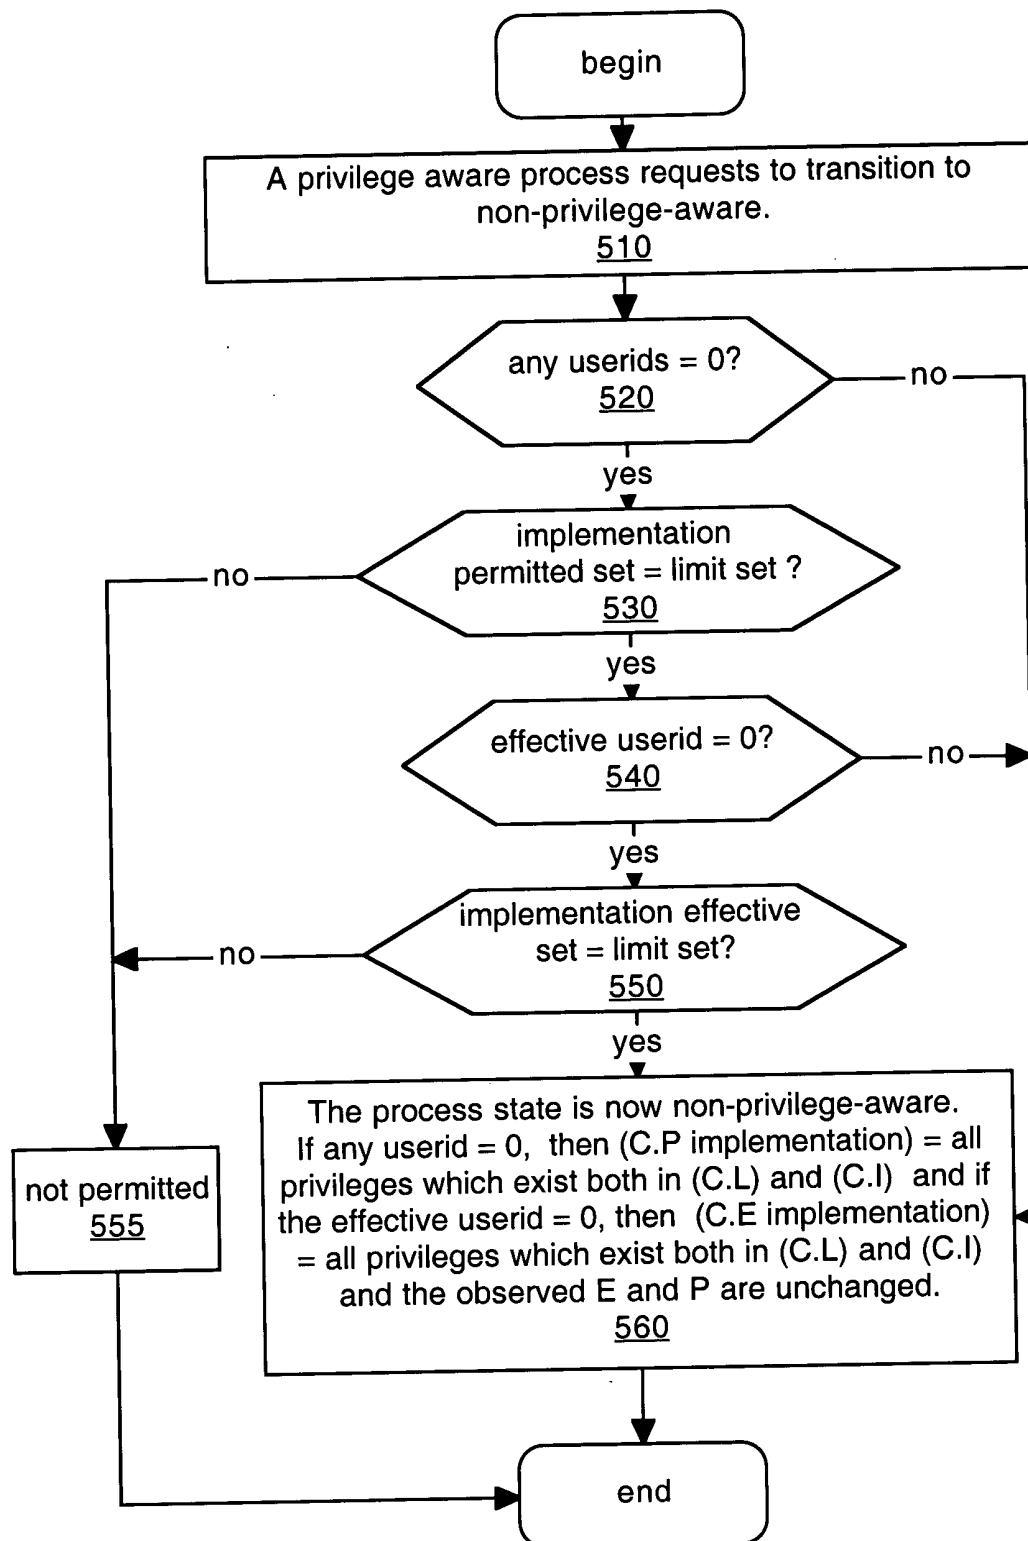 begin
A privilege aware process requests to transition to
non-privilege-aware.
510
any userids = 0?
520
no
yes
implementation
permitted set = limit set ?
530
no
yes
effective userid = 0?
540
no
yes
implementation effective
set = limit set?
550
no
yes
The process state is now non-privilege-aware.
If any userid = 0, then (C.P implementation) = all
privileges which exist both in (C.L) and (C.I) and if
the effective userid = 0, then (C.E implementation)
= all privileges which exist both in (C.L) and (C.I)
and the observed E and P are unchanged.
560
not permitted
555
end